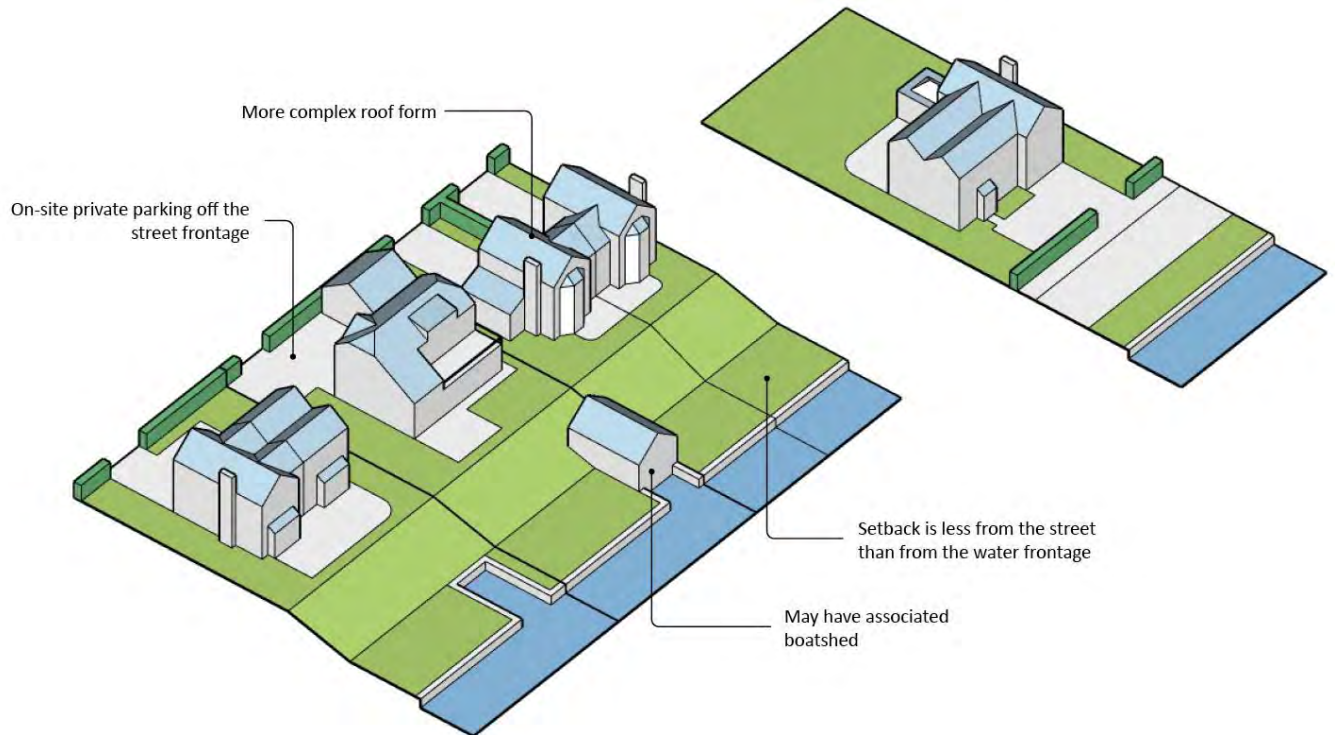 More complex roof form
On-site private parking off the
street frontage
Setback is less from the street
than from the water frontage
May have associated
boatshed